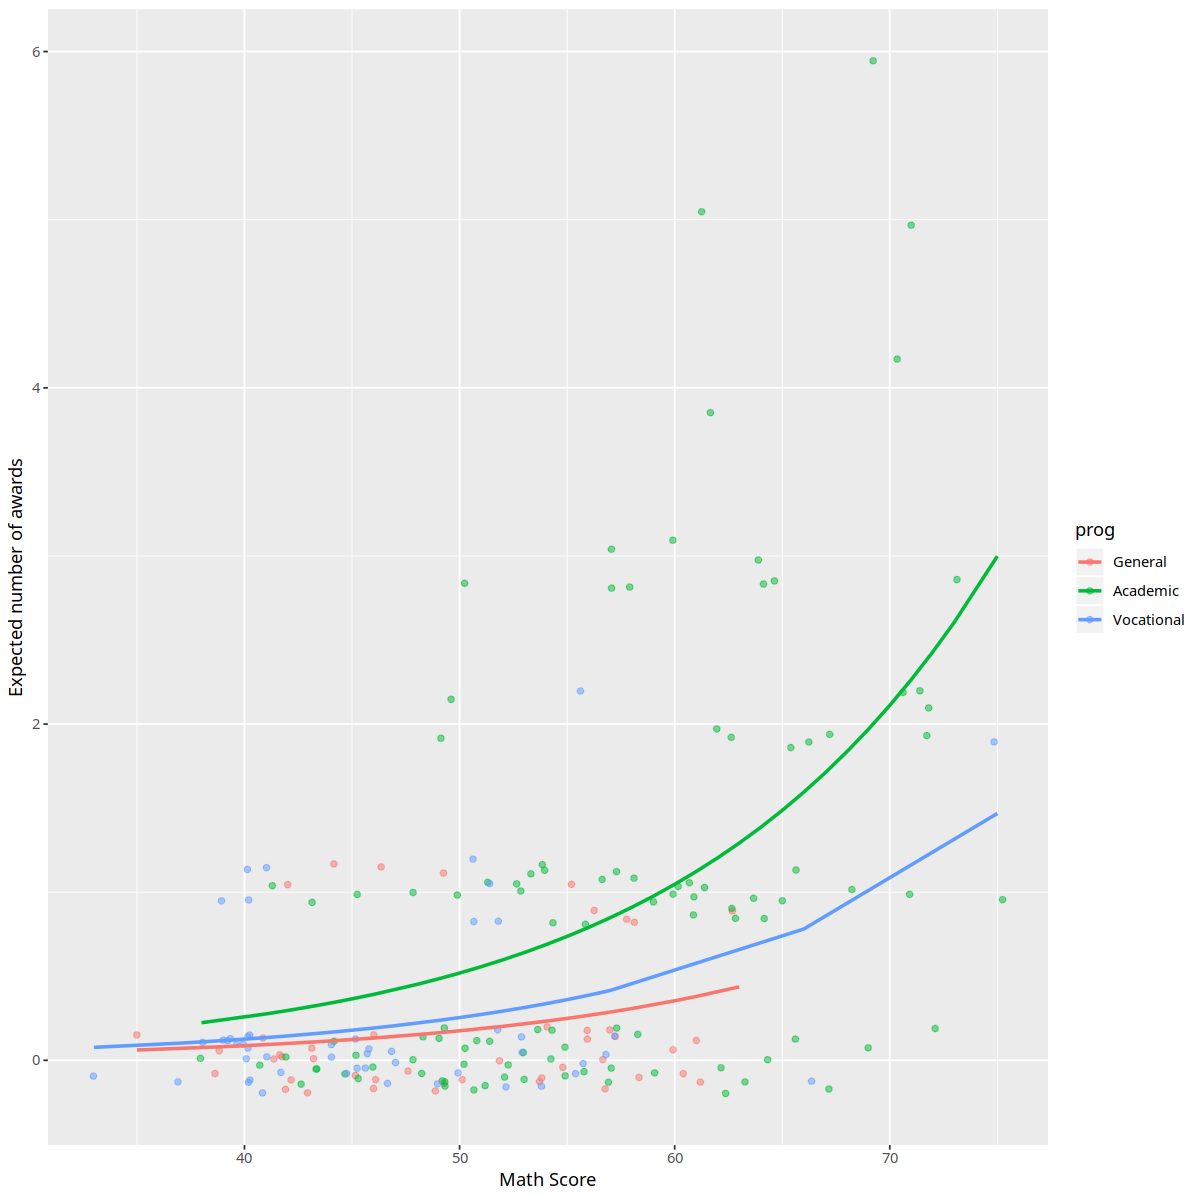 6
4
2
0
40 50 60 70
Math Score
Expected number of awards
prog
General
Academic
Vocational